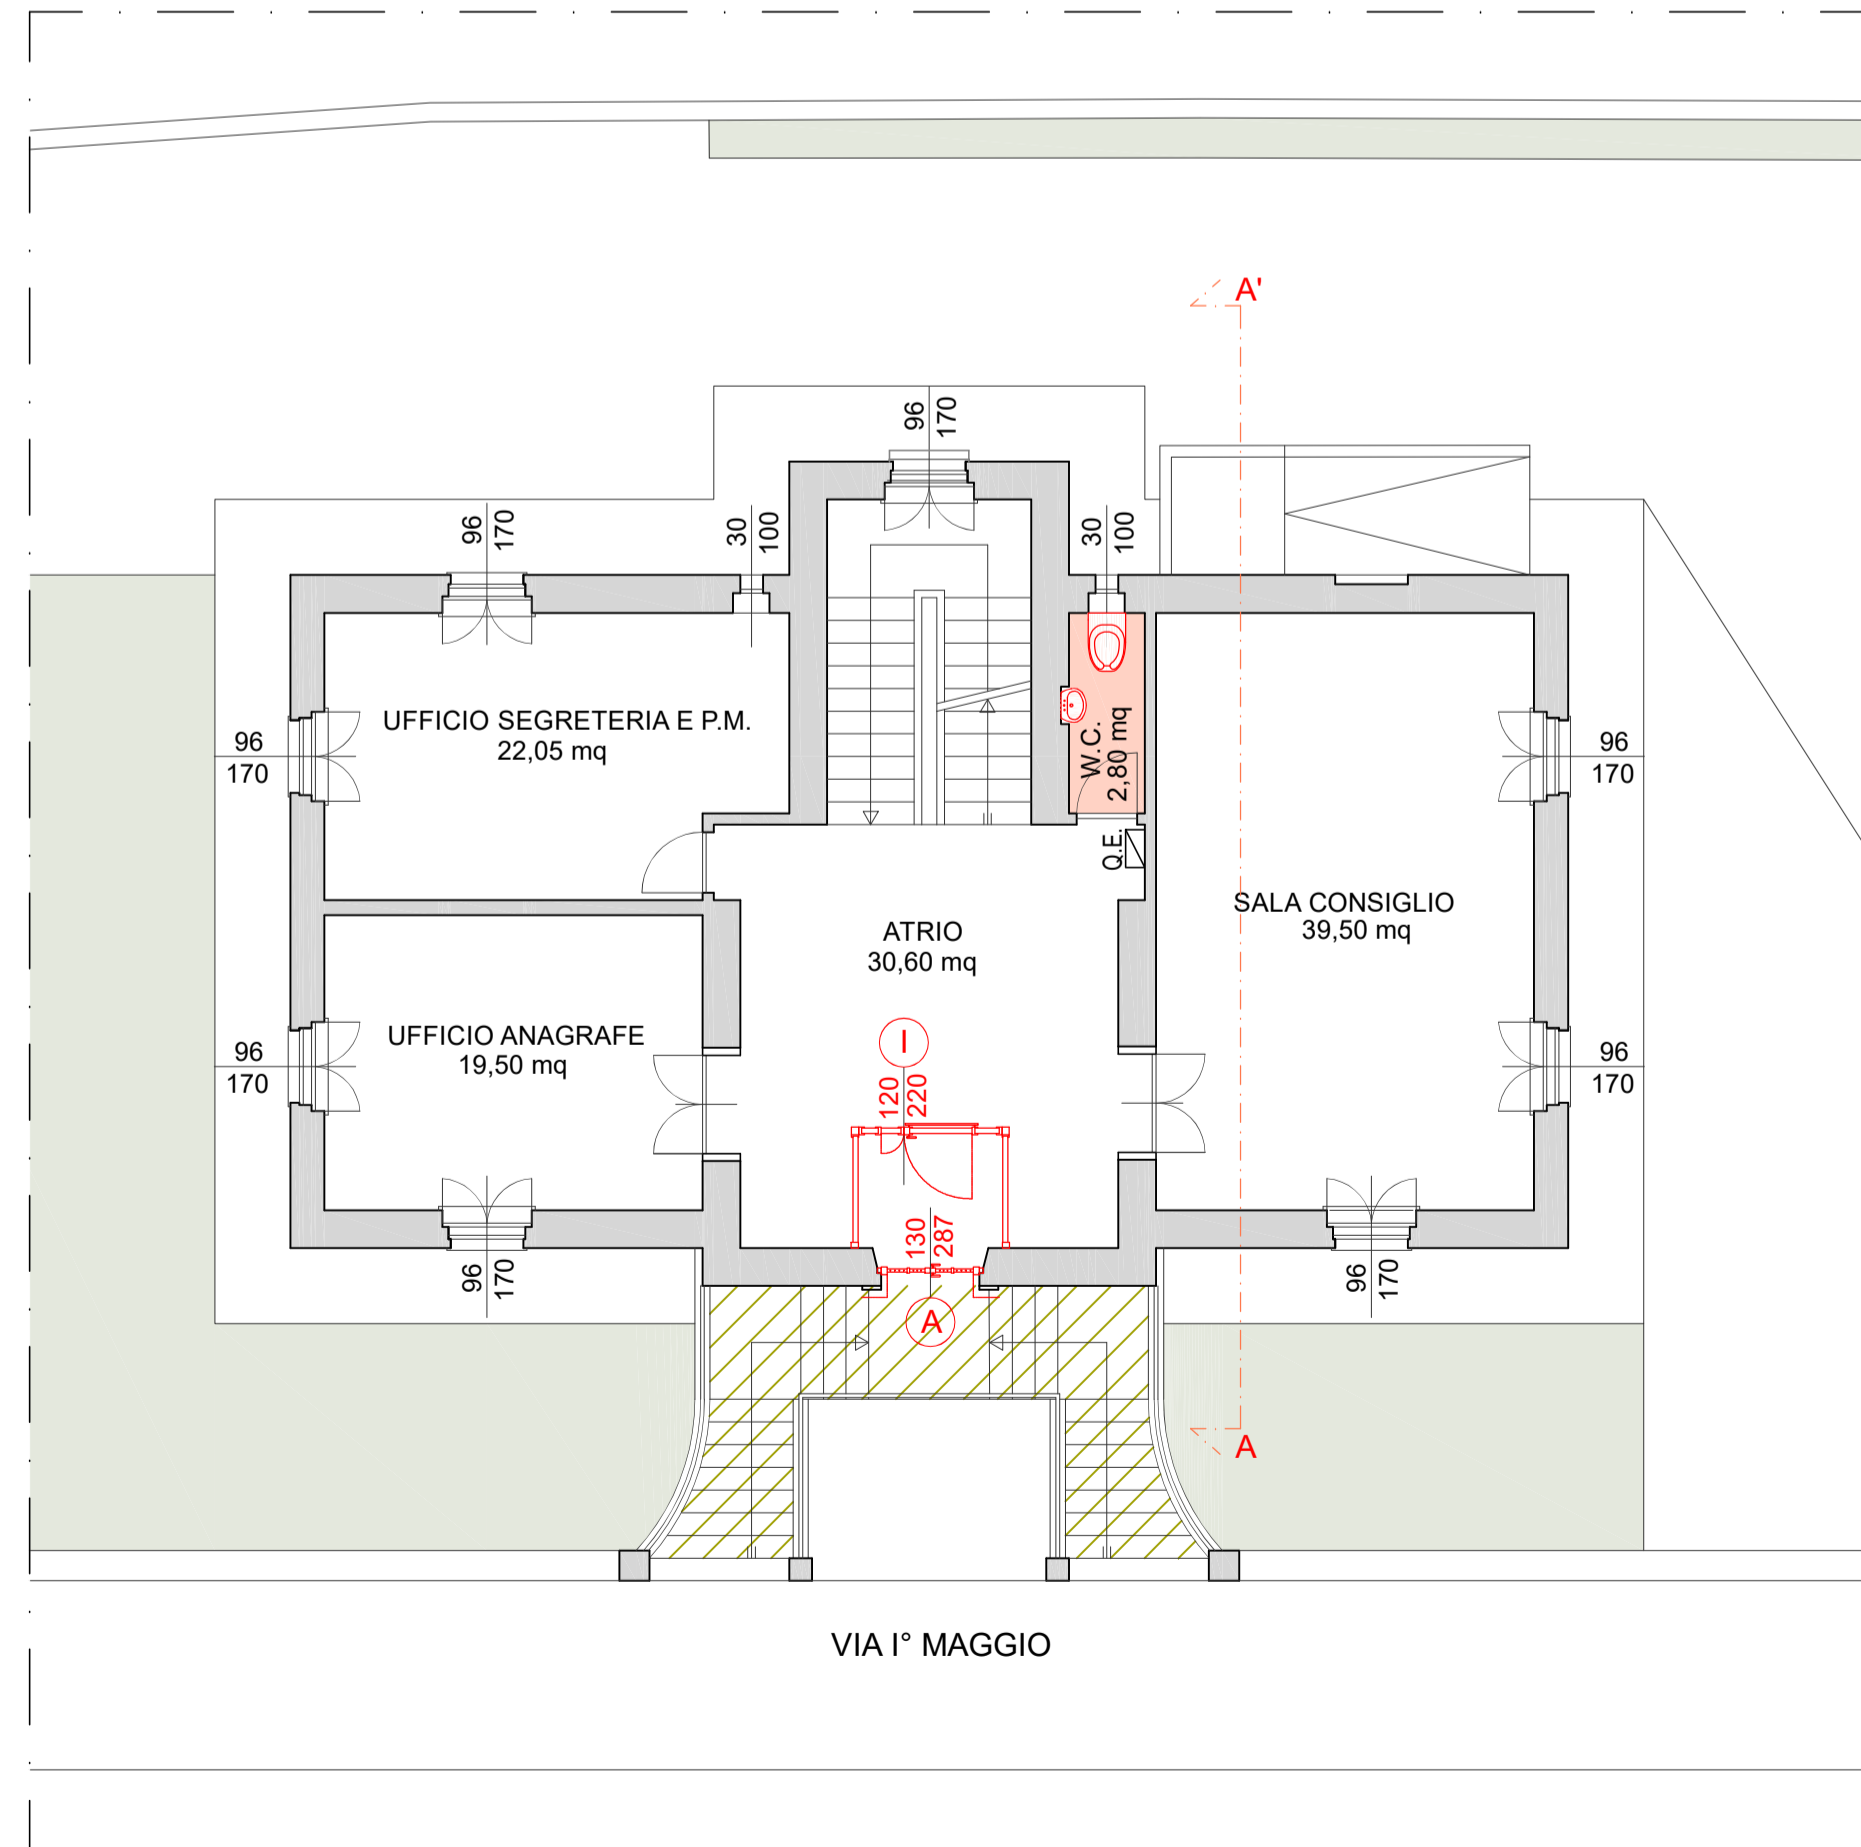 A'
96
170
96
170
30
100
30
100
UFFICIO SEGRETERIA E P.M.
22,05 mq
W.C.
2,80 mq
96
170
96
170
Q.E.
SALA CONSIGLIO
39,50 mq
ATRIO
30,60 mq
UFFICIO ANAGRAFE
19,50 mq
I
96
170
120
220
96
170
130
287
96
170
96
170
A
A
VIA I° MAGGIO